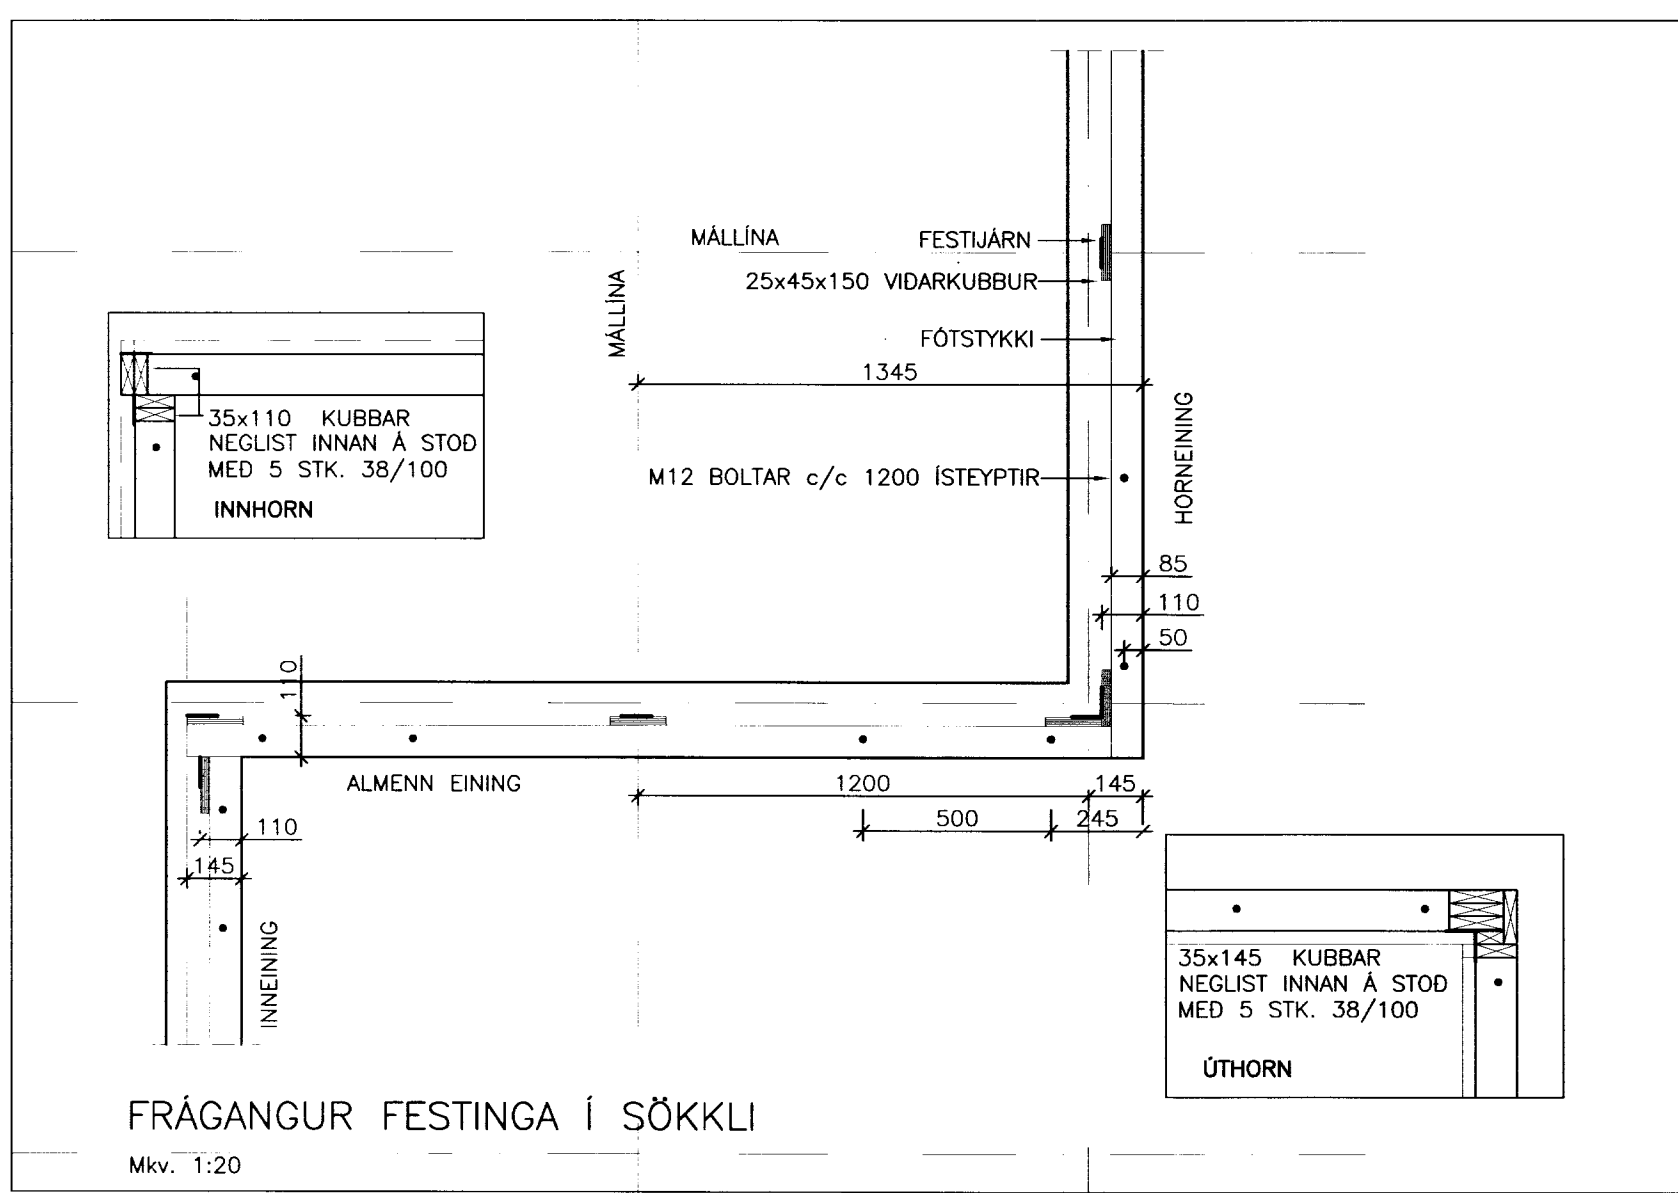 MÁLLÍNA
FESTIJÁRN
25x45x150 VIÐARKUBBUR
MÁLLÍNA
FÓTSTYKKI
1345
HORNEINING
M12 BOLTAR c/c 1200 ÍSTEYPTIR
35x110 KUBBAR
NEGLIST INNAN Á STOÐ
MEÐ 5 STK. 38/100
INNHORN
85
110
50
110
ALMENN EINING
1200
145
500
245
110
145
INNEINING
35x145 KUBBAR
NEGLIST INNAN Á STOÐ
MEÐ 5 STK. 38/100
ÚTHORN
FRÁGANGUR FESTINGA Í SÖKKLI
Mkv. 1:20